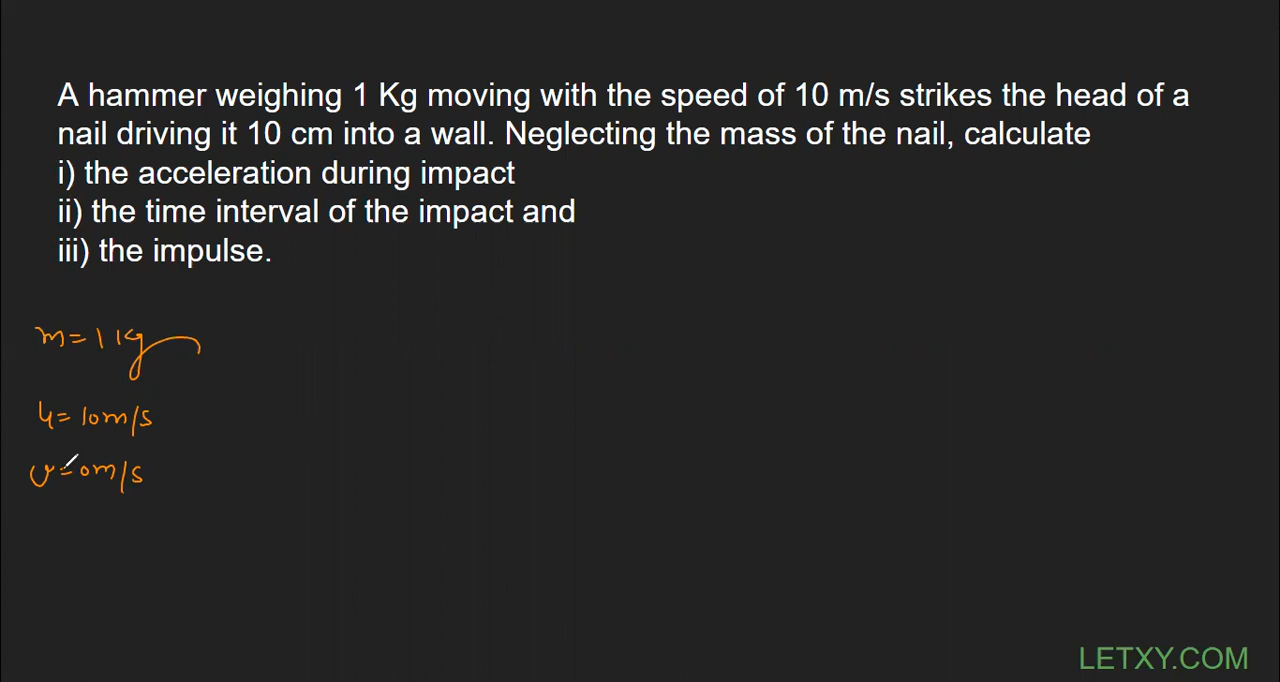 A hammer weighing 1 Kg moving with the speed of 10 m/s strikes the head of a
nail driving it 10 cm into a wall. Neglecting the mass of the nail, calculate
i) the acceleration during impact
ii) the time interval of the impact and
iii) the impulse.
m=1 Kg
u=10m/s
v=0m/s
LETXY.COM